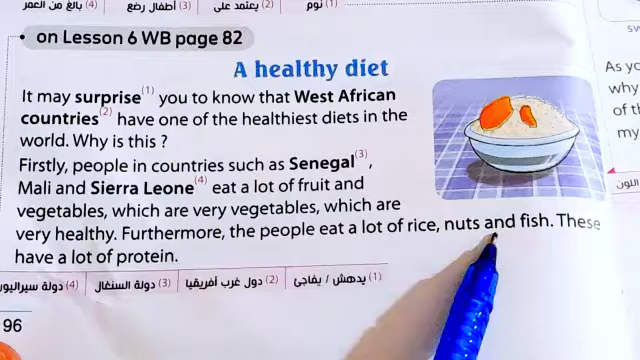 (1) نوم (2) يعتمد على (3) أطفال رضع (4) بالغ من العمر
on Lesson 6 WB page 82
A healthy diet
It may surprise(1) you to know that West African
countries(2) have one of the healthiest diets in the
world. Why is this ?
Firstly, people in countries such as Senegal(3),
Mali and Sierra Leone(4) eat a lot of fruit and
vegetables, which are very vegetables, which are
very healthy. Furthermore, the people eat a lot of rice, nuts and fish. These
have a lot of protein.
(1) يدهش / يفاجئ (2) دول غرب أفريقيا (3) دولة السنغال (4) دولة سيراليون
96
As yo
why
of th
my
اللون